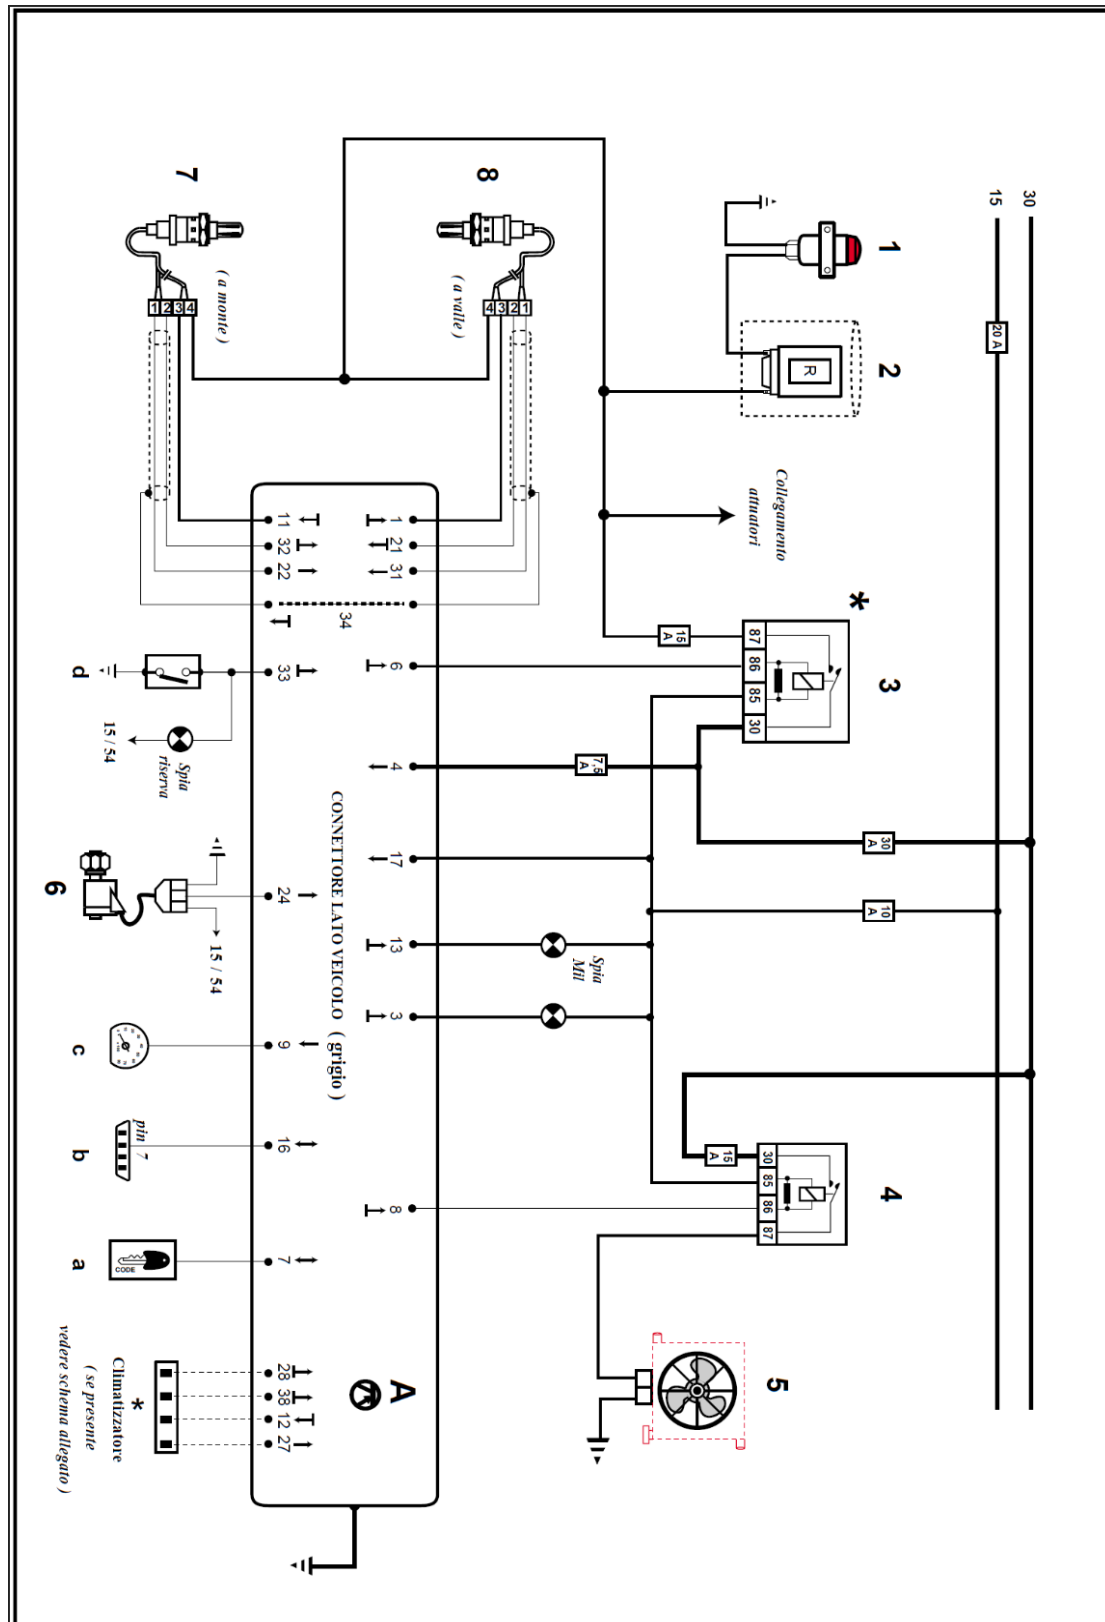 30
15
20 A
30
A
10
A
1
2
*
3
4
R
87
86
85
30
30
85
86
87
5
Collegamento
attuatori
15
A
15
A
7,5
A
Spia
Mil
8
( a valle )
4 3 2 1
1
21
31
6
4
17
13
3
8
A
34
CONNETTORE LATO VEICOLO ( grigio )
11
32
22
33
24
9
16
7
28
38
12
27
7
( a monte )
1 2 3 4
Spia
riserva
15 / 54
15 / 54
pin 7
CODE
d
6
c
b
a
*
Climatizzatore
( se presente
vedere schema allegato )